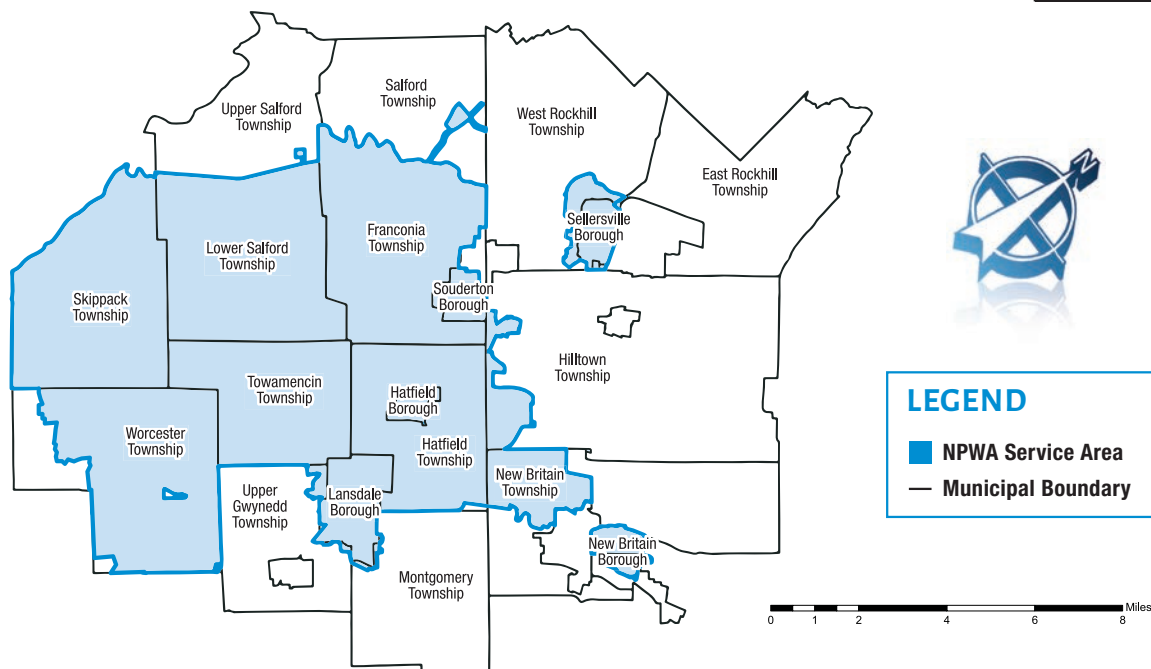 Salford
Township
Upper Salford
Township
West Rockhill
Township
East Rockhill
Township
Sellersville
Borough
Franconia
Township
Lower Salford
Township
Souderton
Borough
Skippack
Township
Hilltown
Township
Towamencin
Township
Hatfield
Borough
Worcester
Township
Hatfield
Township
New Britain
Township
Upper
Gwynedd
Township
Lansdale
Borough
New Britain
Borough
Montgomery
Township
N
LEGEND
NPWA Service Area
Municipal Boundary
Miles
0 1 2 4 6 8